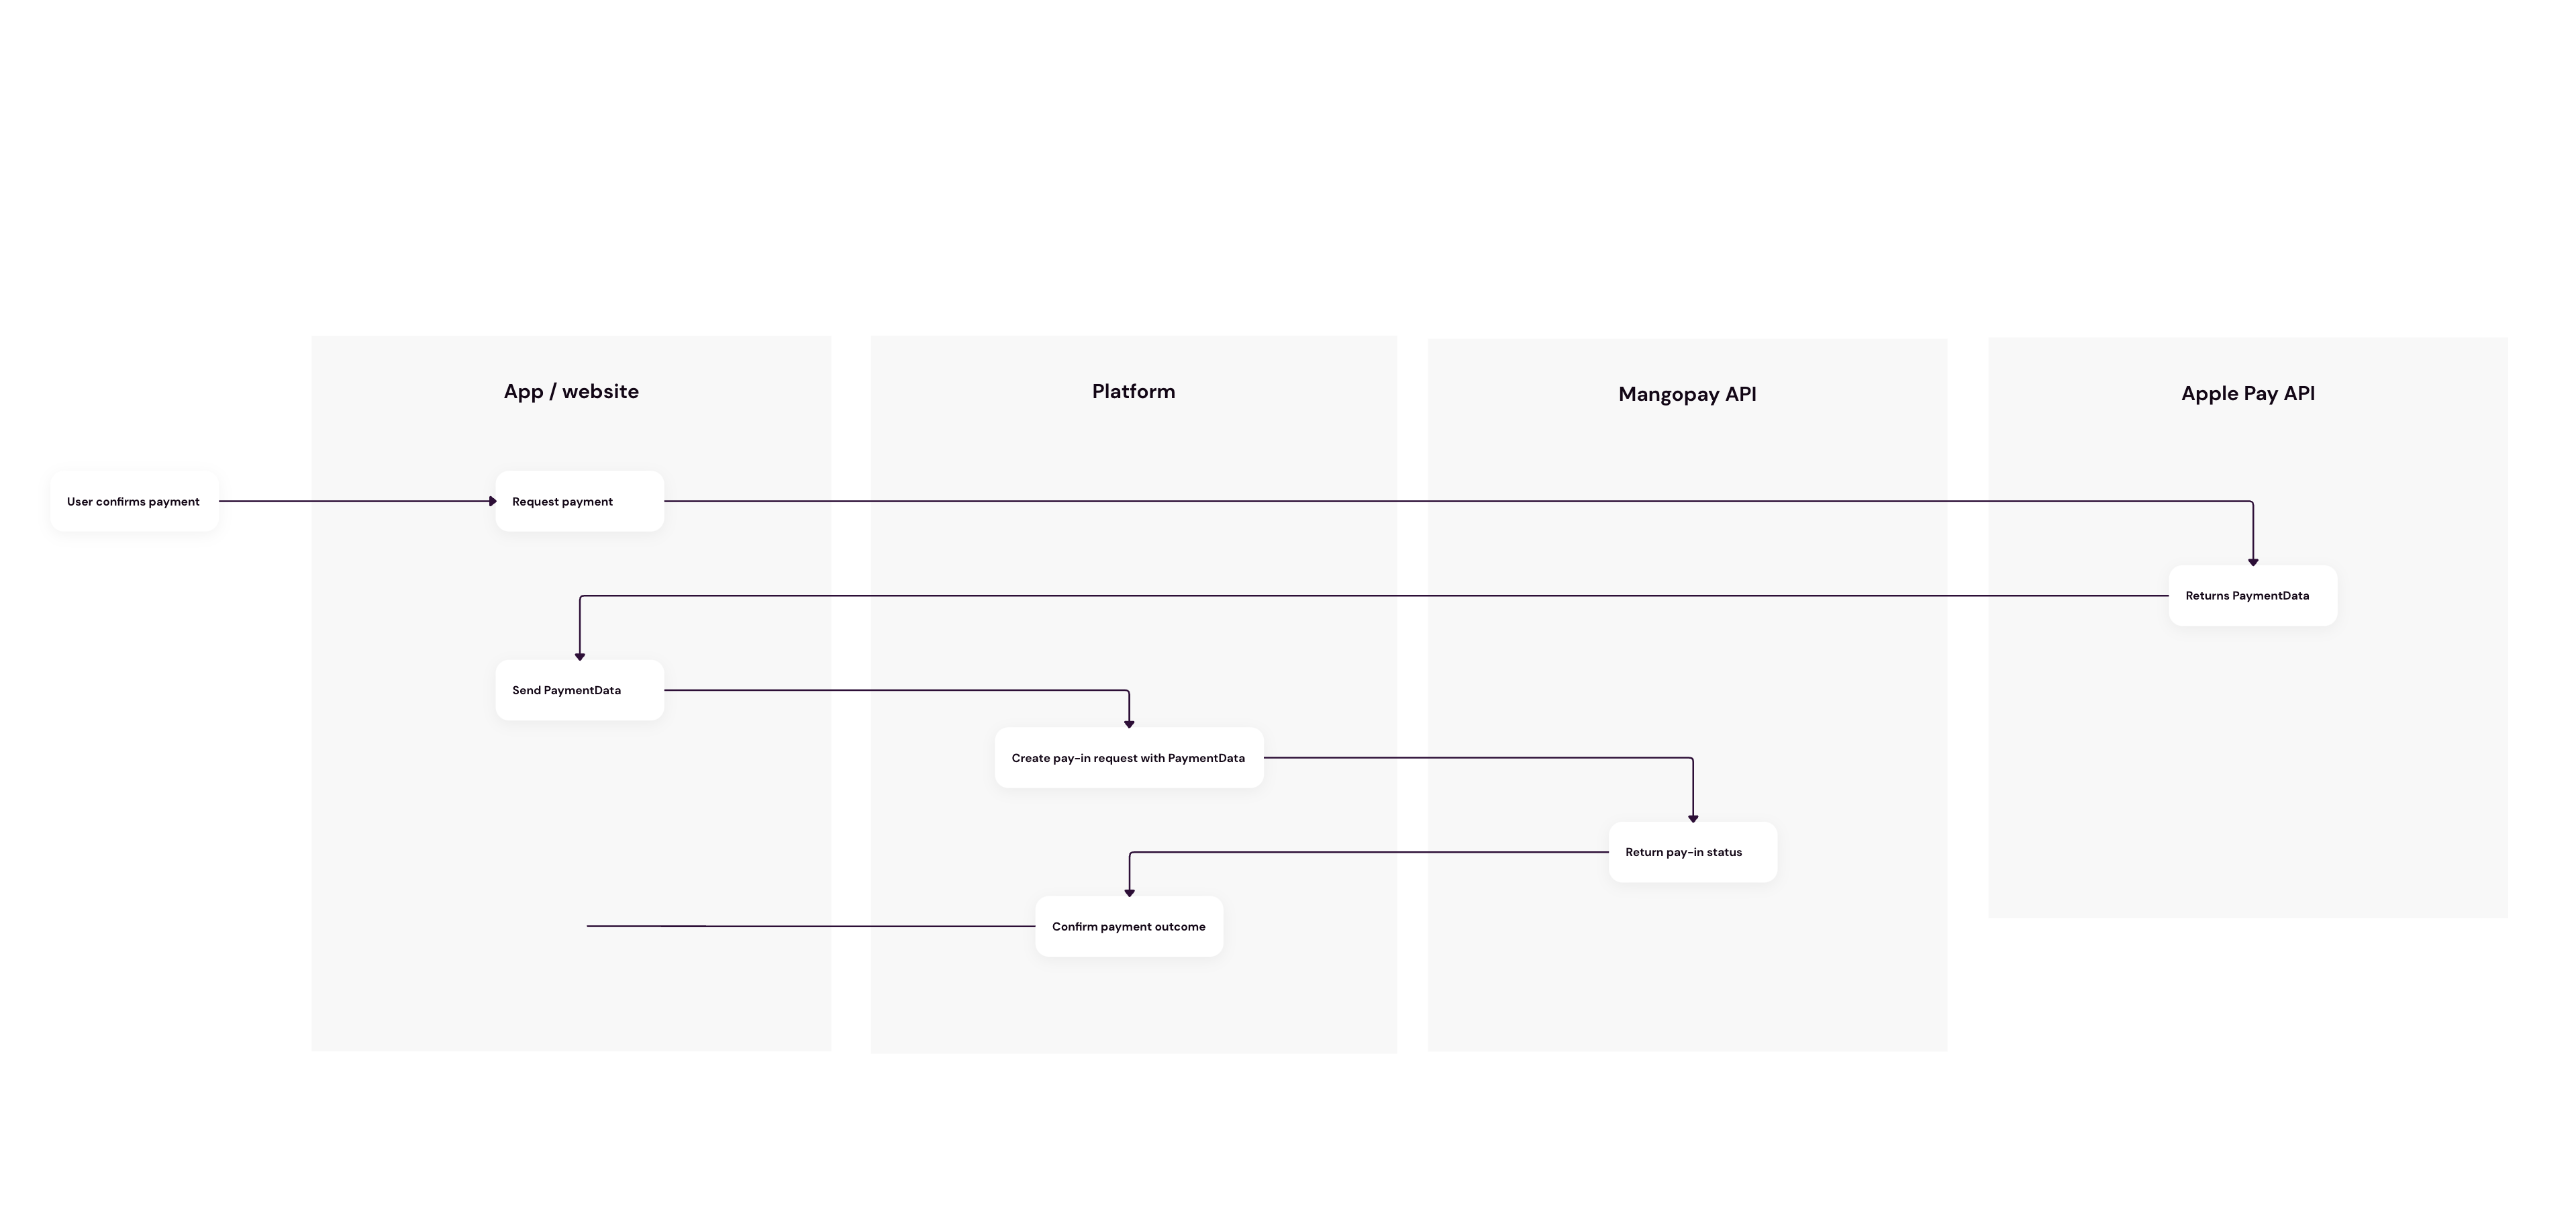 App / website
Platform
Mangopay API
Apple Pay API
User confirms payment
Request payment
Returns PaymentData
Send PaymentData
Create pay-in request with PaymentData
Return pay-in status
Confirm payment outcome